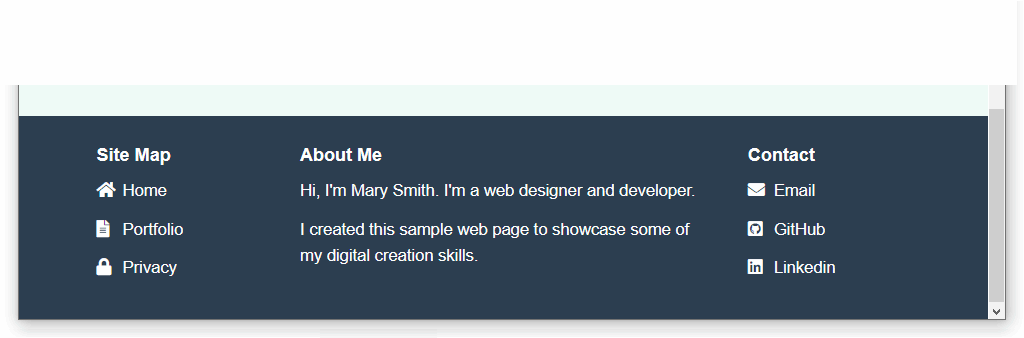 Site Map
Home
Portfolio
Privacy
About Me
Hi, I'm Mary Smith. I'm a web designer and developer.
I created this sample web page to showcase some of
my digital creation skills.
Contact
Email
GitHub
Linkedin